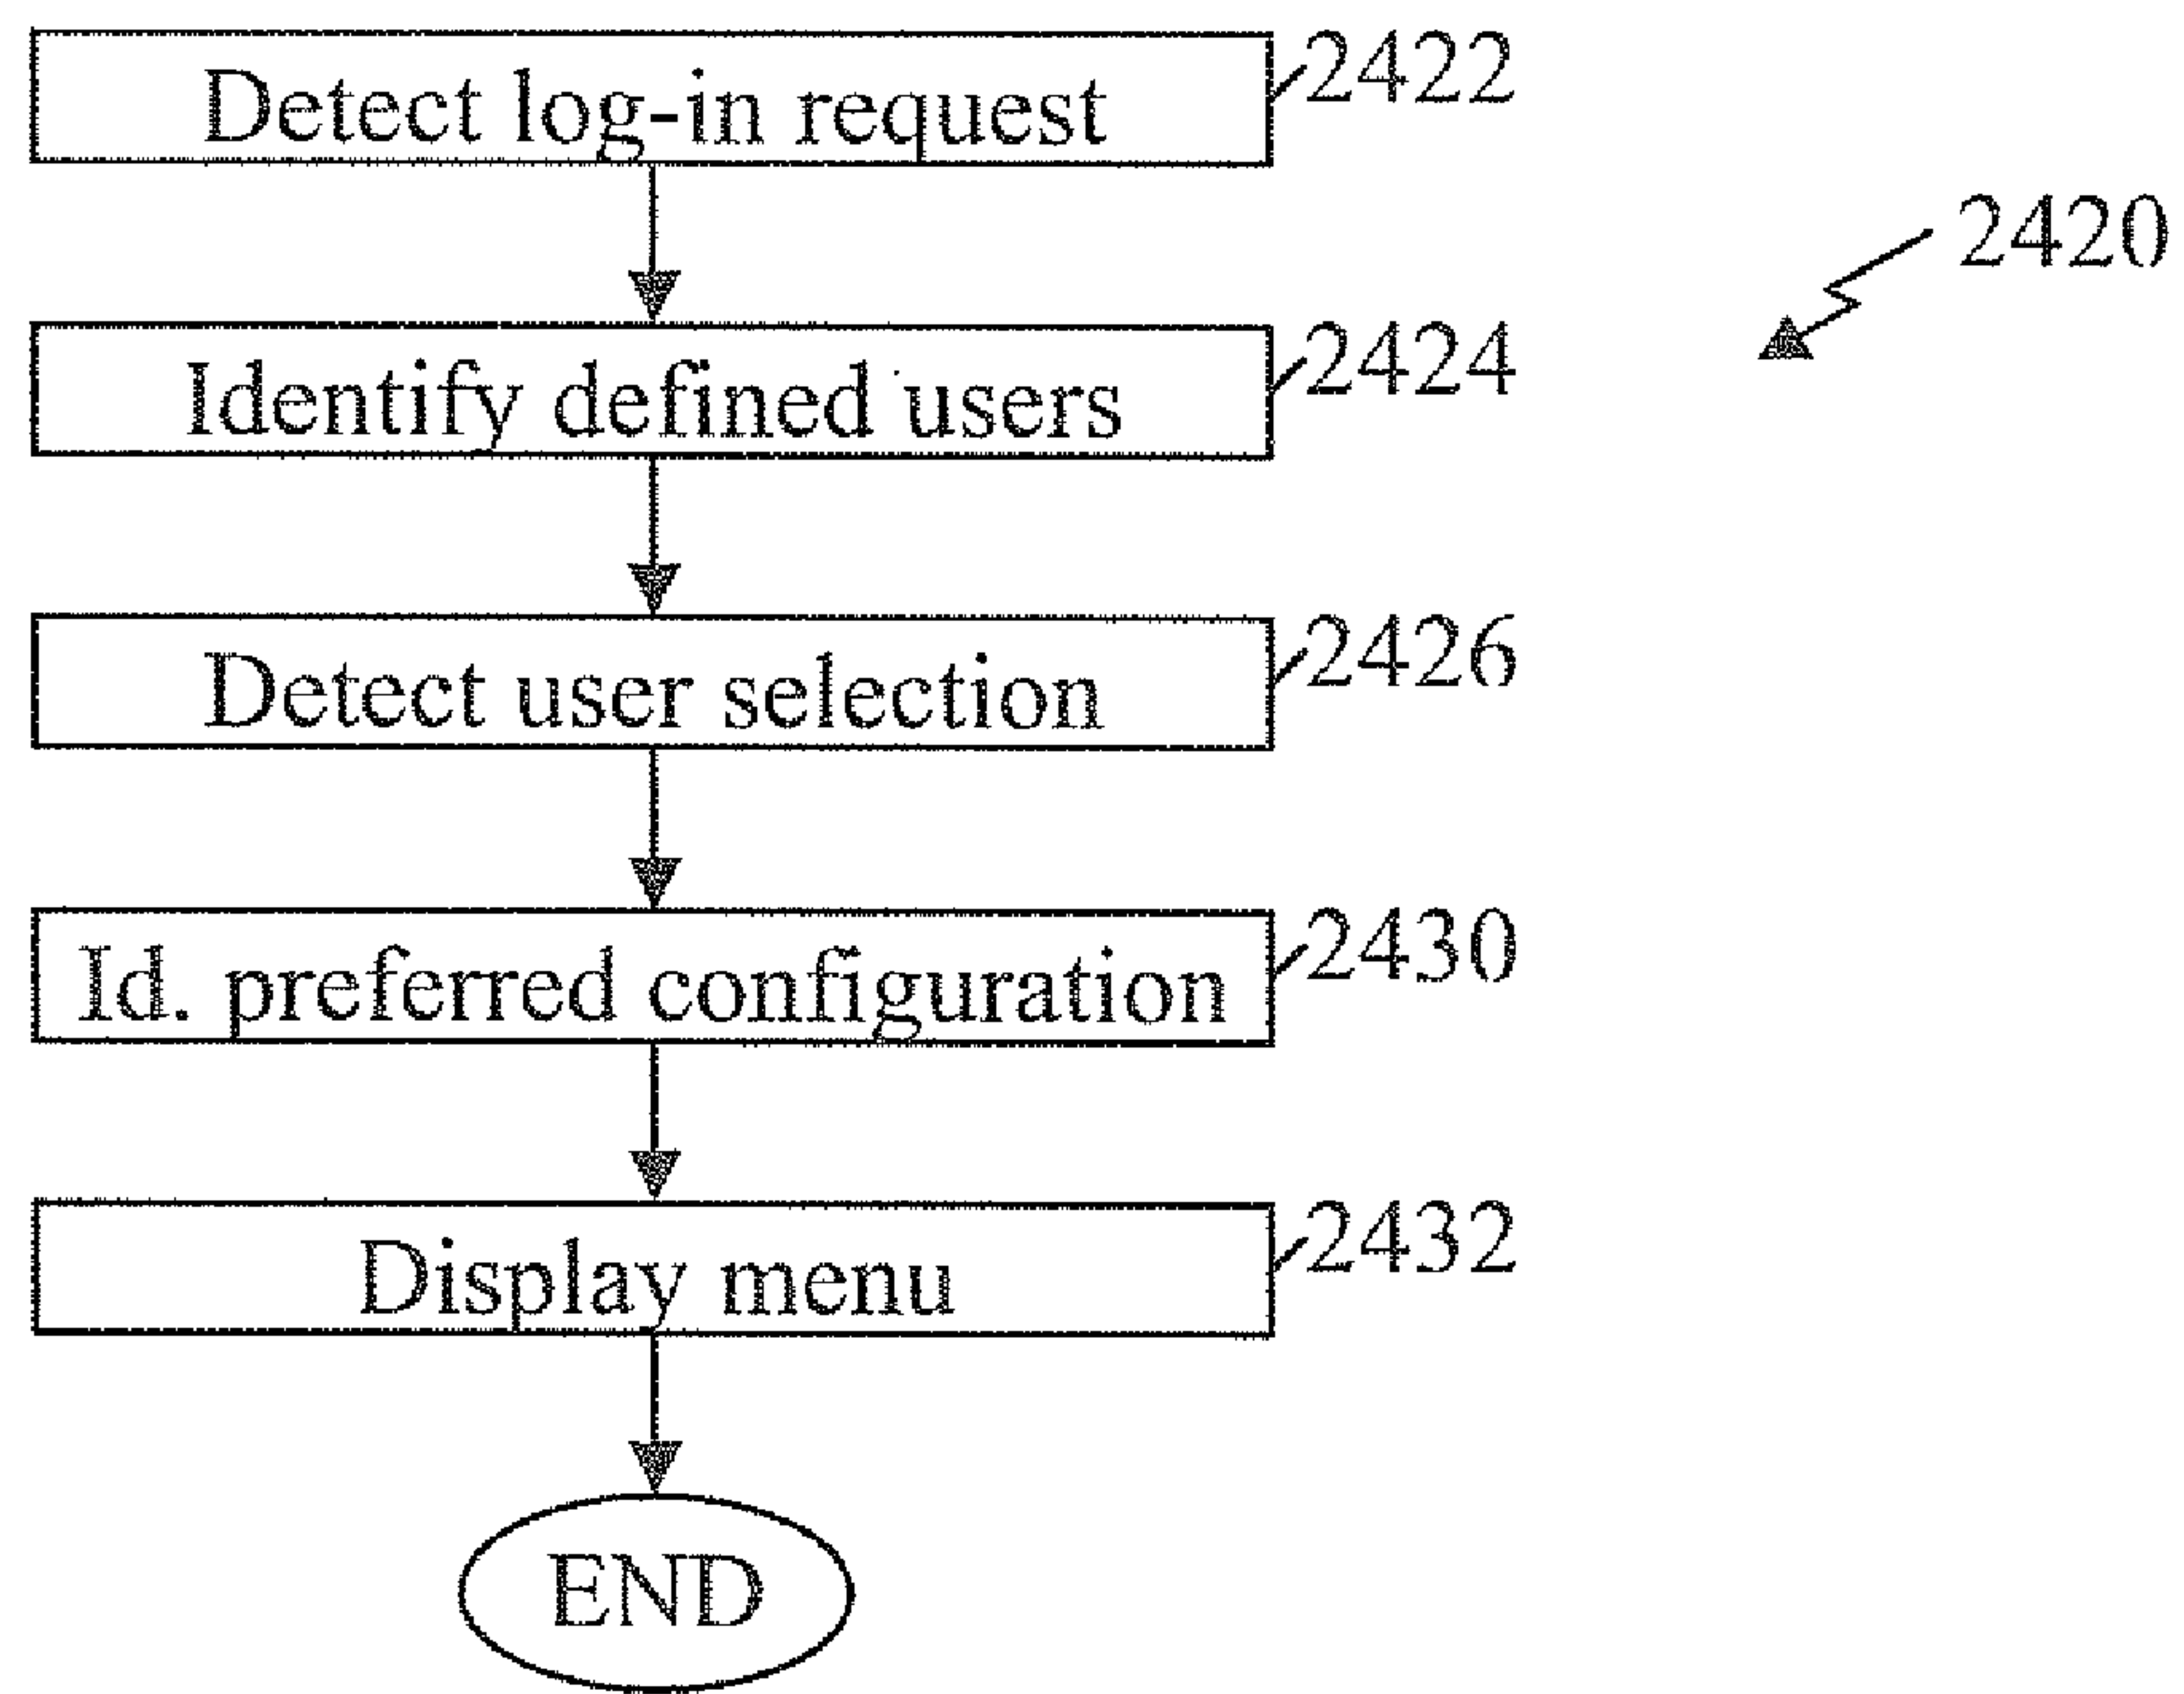 Detect log-in request 2422
2420
Identify defined users 2424
Detect user selection 2426
Id. preferred configuration 2430
Display menu 2432
END